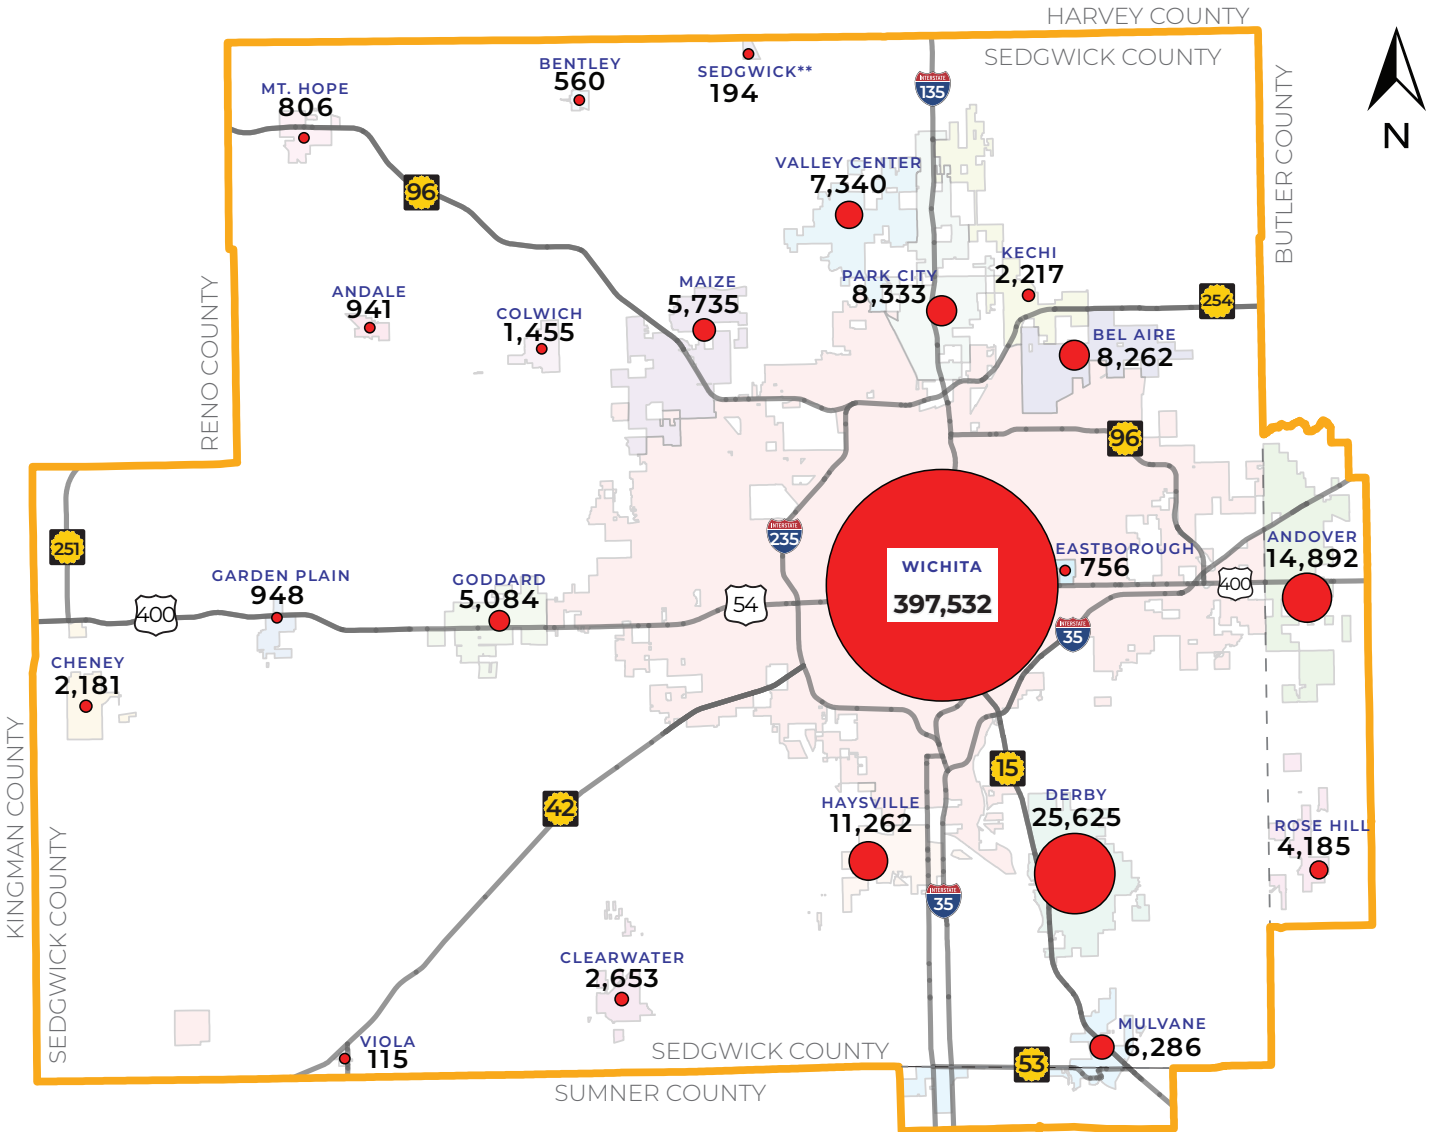 HARVEY COUNTY
SEDGWICK COUNTY
N
BUTLER COUNTY
RENO COUNTY
KINGMAN COUNTY
SEDGWICK COUNTY
SEDGWICK COUNTY
SUMNER COUNTY
MT. HOPE
806
BENTLEY
560
SEDGWICK**
194
INTERSTATE
135
96
VALLEY CENTER
7,340
KECHI
2,217
PARK CITY
8,333
MAIZE
5,735
ANDALE
941
COLWICH
1,455
254
BEL AIRE
8,262
96
INTERSTATE
235
251
WICHITA
397,532
EASTBOROUGH
756
ANDOVER
14,892
400
GARDEN PLAIN
948
GODDARD
5,084
400
54
INTERSTATE
35
CHENEY
2,181
15
42
HAYSVILLE
11,262
DERBY
25,625
ROSE HILL
4,185
INTERSTATE
35
CLEARWATER
2,653
VIOLA
115
MULVANE
6,286
53